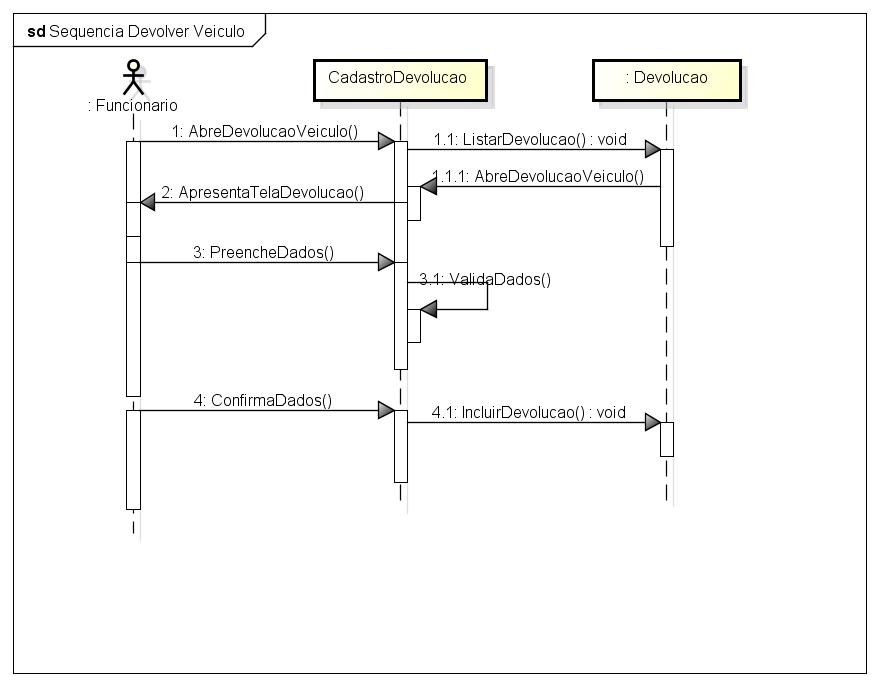 sd Sequencia Devolver Veiculo
: Funcionario
CadastroDevolucao
: Devolucao
1: AbreDevolucaoVeiculo()
1.1: ListarDevolucao() : void
1.1.1: AbreDevolucaoVeiculo()
2: ApresentaTelaDevolucao()
3: PreencheDados()
3.1: ValidaDados()
4: ConfirmaDados()
4.1: IncluirDevolucao() : void